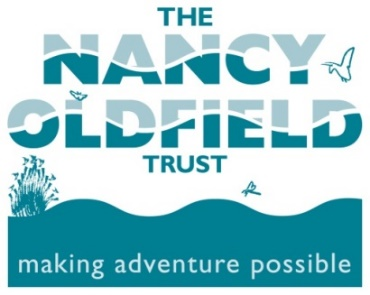 THE
NANCY
OLDFIELD
TRUST
making adventure possible